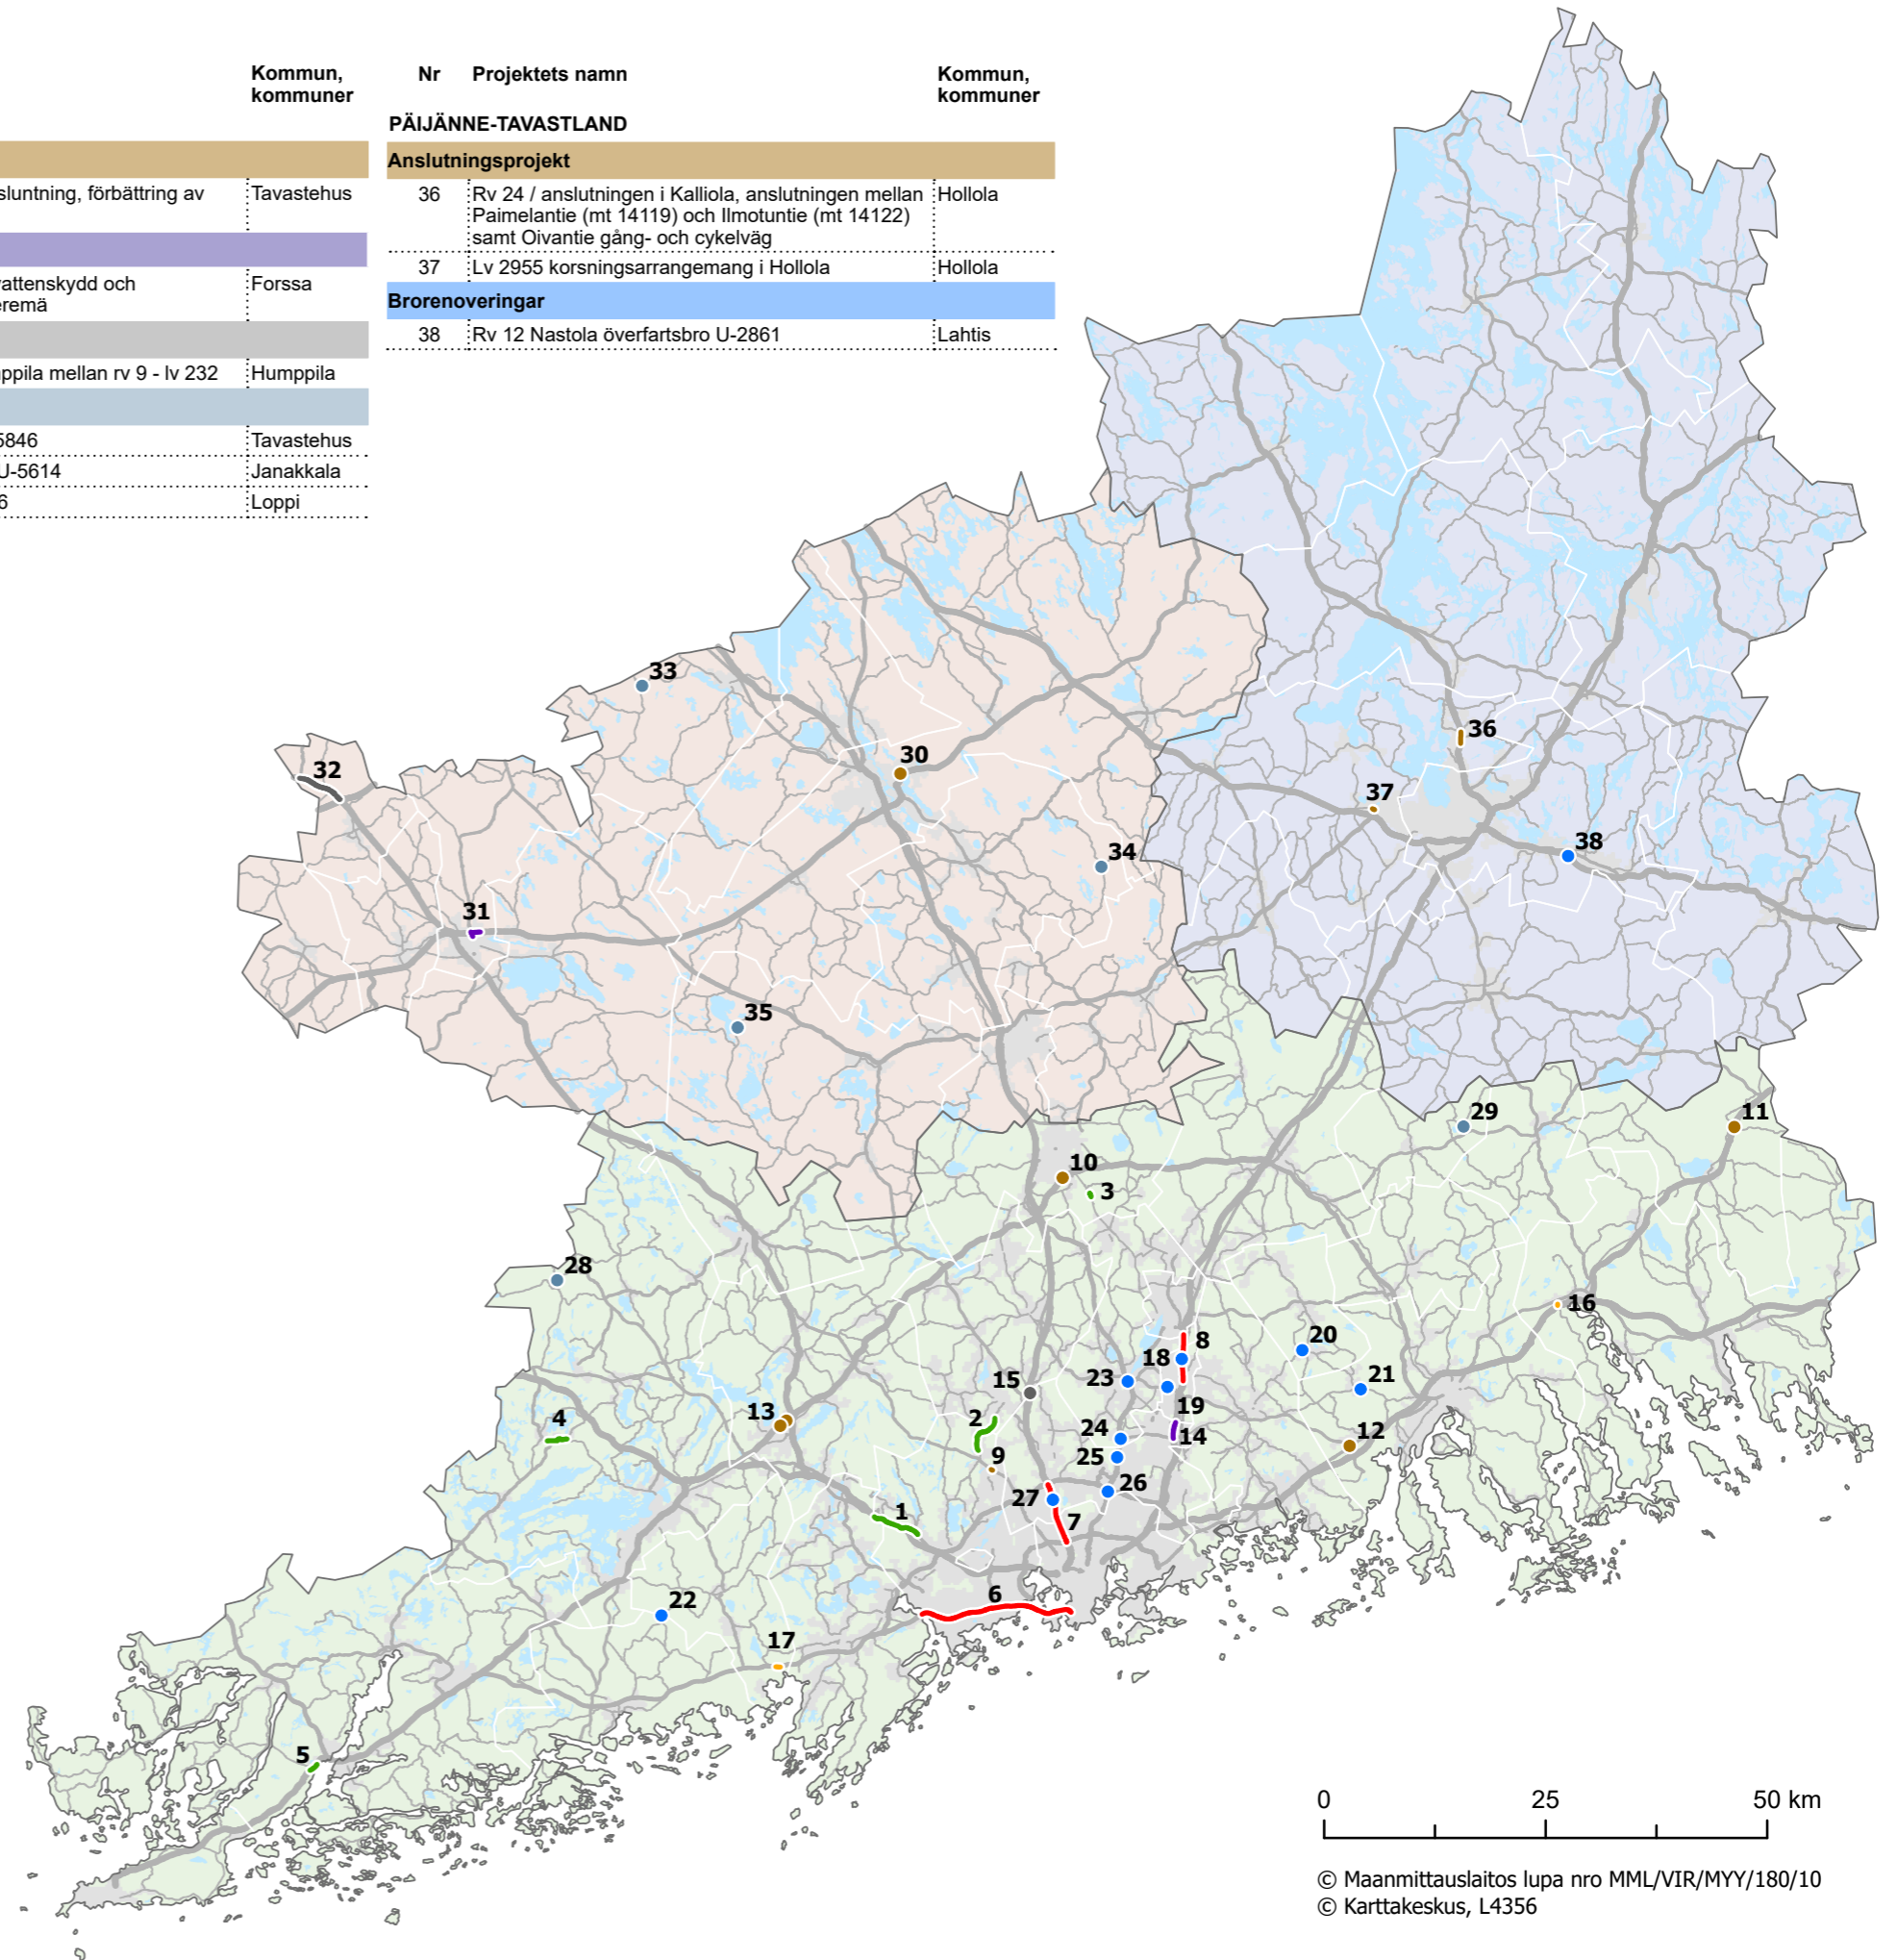 Kommun,
kommuner
sluntning, förbättring av
Tavastehus
vattenskydd och
eremä
Forssa
ppila mellan rv 9 - lv 232
Humppila
5846
Tavastehus
U-5614
Janakkala
6
Loppi
Nr
Projektets namn
Kommun,
kommuner
PÄIJÄNNE-TAVASTLAND
Anslutningsprojekt
36
Rv 24 / anslutningen i Kalliola, anslutningen mellan
Paimelantie (mt 14119) och Ilmotuntie (mt 14122)
samt Oivantie gång- och cykelväg
Hollola
37
Lv 2955 korsningsarrangemang i Hollola
Hollola
Brorenoveringar
38
Rv 12 Nastola överfartsbro U-2861
Lahtis
33
36
30
32
37
38
34
31
35
29
11
10
3
28
16
8
20
18
15
23
21
13
2
4
19
24
14
12
9
25
26
27
1
7
6
22
17
5
0
25
50 km
© Maanmittauslaitos lupa nro MML/VIR/MYY/180/10
© Karttakeskus, L4356